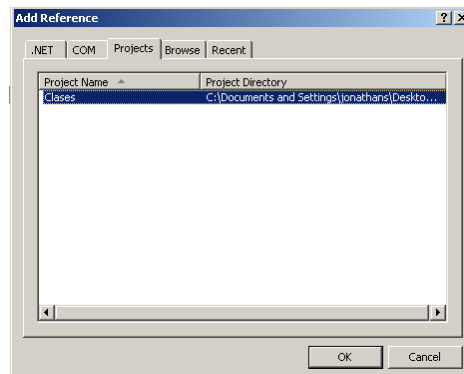 Add Reference
.NET COM Projects Browse Recent
Project Name Project Directory
Clases C:\Documents and Settings\jonathans\Deskto...
OK Cancel